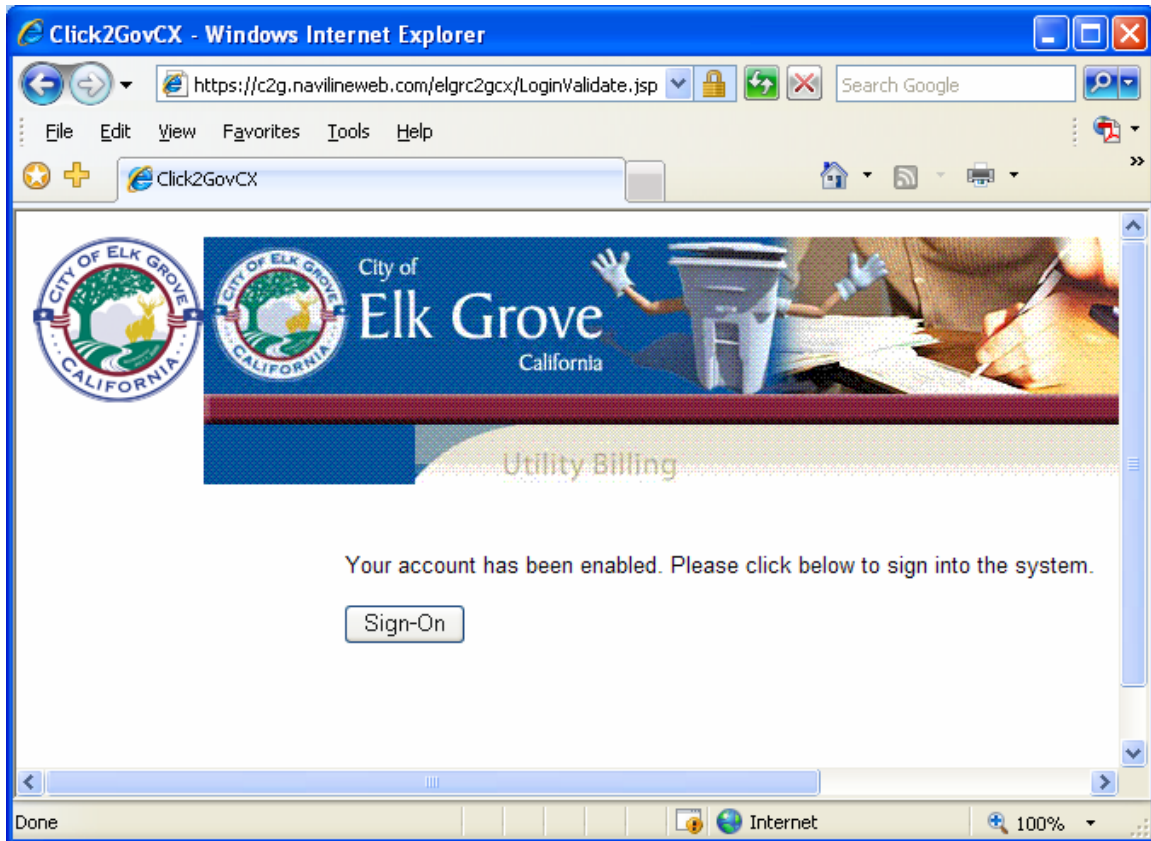 Click2GovCX - Windows Internet Explorer
https://c2g.navilineweb.com/elgrc2gcx/LoginValidate.jsp
Search Google
File Edit View Favorites Tools Help
Click2GovCX
»
CITY OF ELK GROVE
CALIFORNIA
CITY OF ELK GROVE
CALIFORNIA
City of
Elk Grove
California
Utility Billing
Your account has been enabled. Please click below to sign into the system.
Sign-On
Done
Internet
100%